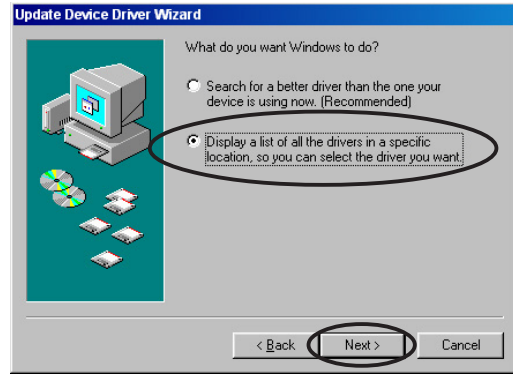 Update Device Driver Wizard
What do you want Windows to do?
Search for a better driver than the one your
device is using now. (Recommended)
Display a list of all the drivers in a specific
location, so you can select the driver you want.
< Back
Next >
Cancel